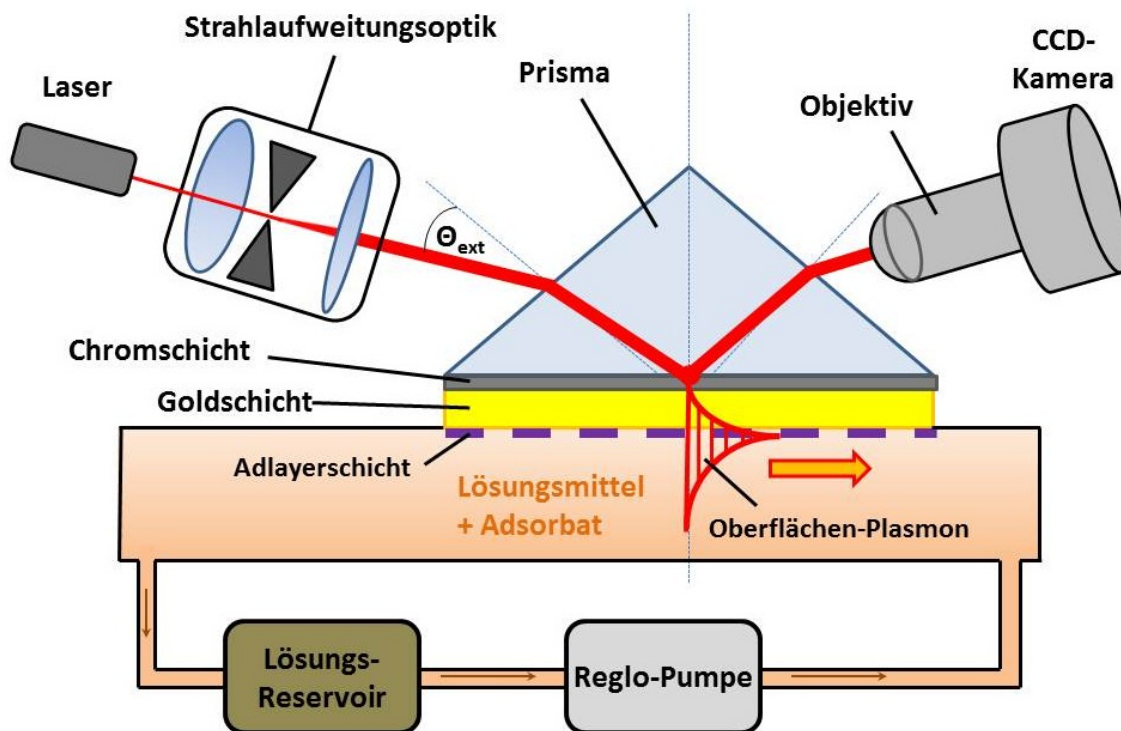 Strahlaufweitungsoptik
CCD-
Kamera
Prisma
Laser
Objektiv
Θext
Chromschicht
Goldschicht
Adlayerschicht
Lösungsmittel
+ Adsorbat
Oberflächen-Plasmon
Lösungs-
Reservoir
Reglo-Pumpe